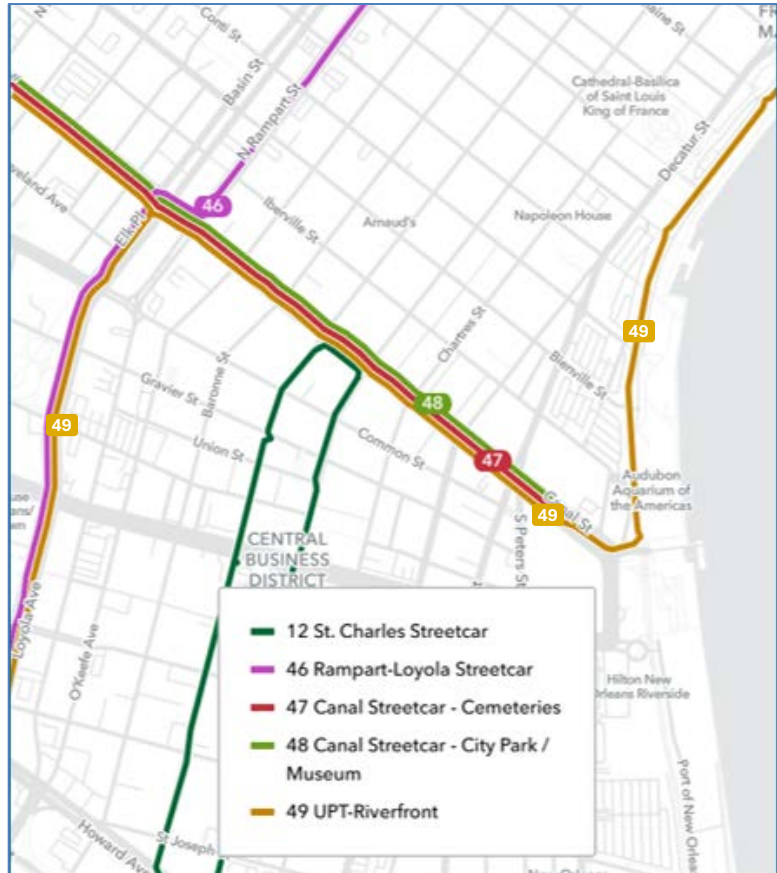 Conti St
Basin St
N Rampart St
Cathedral-Basilica
of Saint Louis
King of France
Decatur St
46
Elk Pl
Iberville St
Arnaud's
Napoleon House
49
Chartres St
Bienville St
Baronne St
Gravier St
48
49
Union St
Common St
47
Audubon
Aquarium of
the Americas
49
Canal St
S Peters St
CENTRAL
BUSINESS
DISTRICT
Loyola Ave
O'Keefe Ave
12 St. Charles Streetcar
46 Rampart-Loyola Streetcar
47 Canal Streetcar - Cemeteries
48 Canal Streetcar - City Park /
Museum
49 UPT-Riverfront
Hilton New
Orleans Riverside
Port of New Orlea
Howard Ave
St Joseph